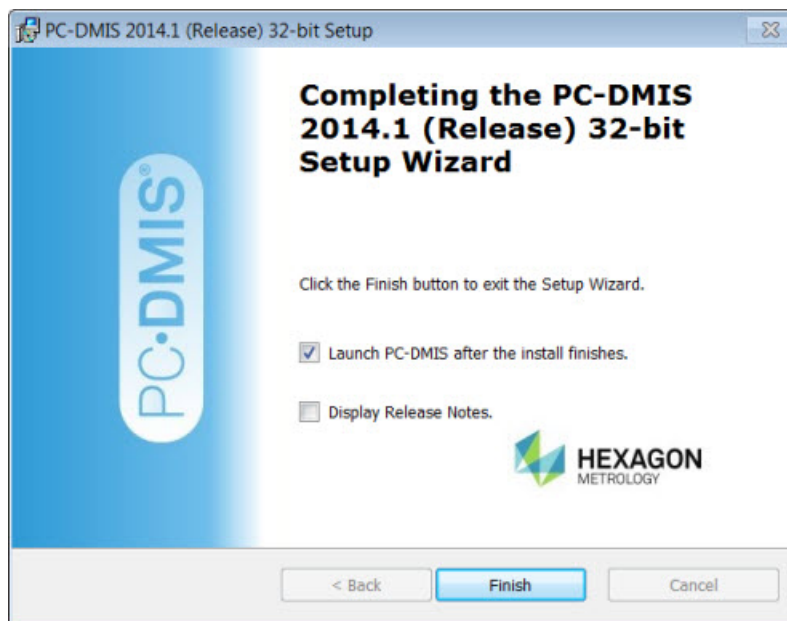 PC-DMIS 2014.1 (Release) 32-bit Setup
Completing the PC-DMIS
2014.1 (Release) 32-bit
Setup Wizard
PC•DMIS®
Click the Finish button to exit the Setup Wizard.
Launch PC-DMIS after the install finishes.
Display Release Notes.
HEXAGON
METROLOGY
< Back
Finish
Cancel